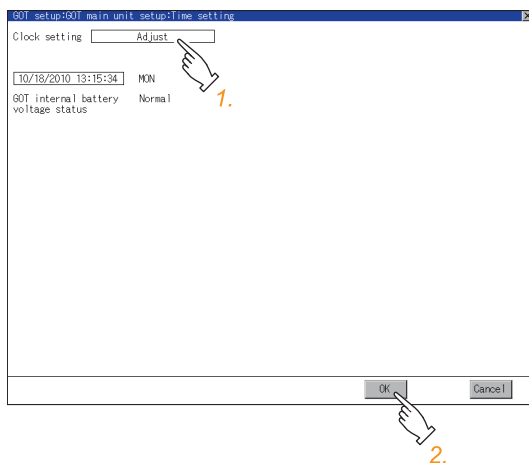 GOT setup:GOT main unit setup:Time setting
Clock setting Adjust
1.
10/18/2010 13:15:34 MON
GOT internal battery Normal
voltage status
OK Cancel
2.